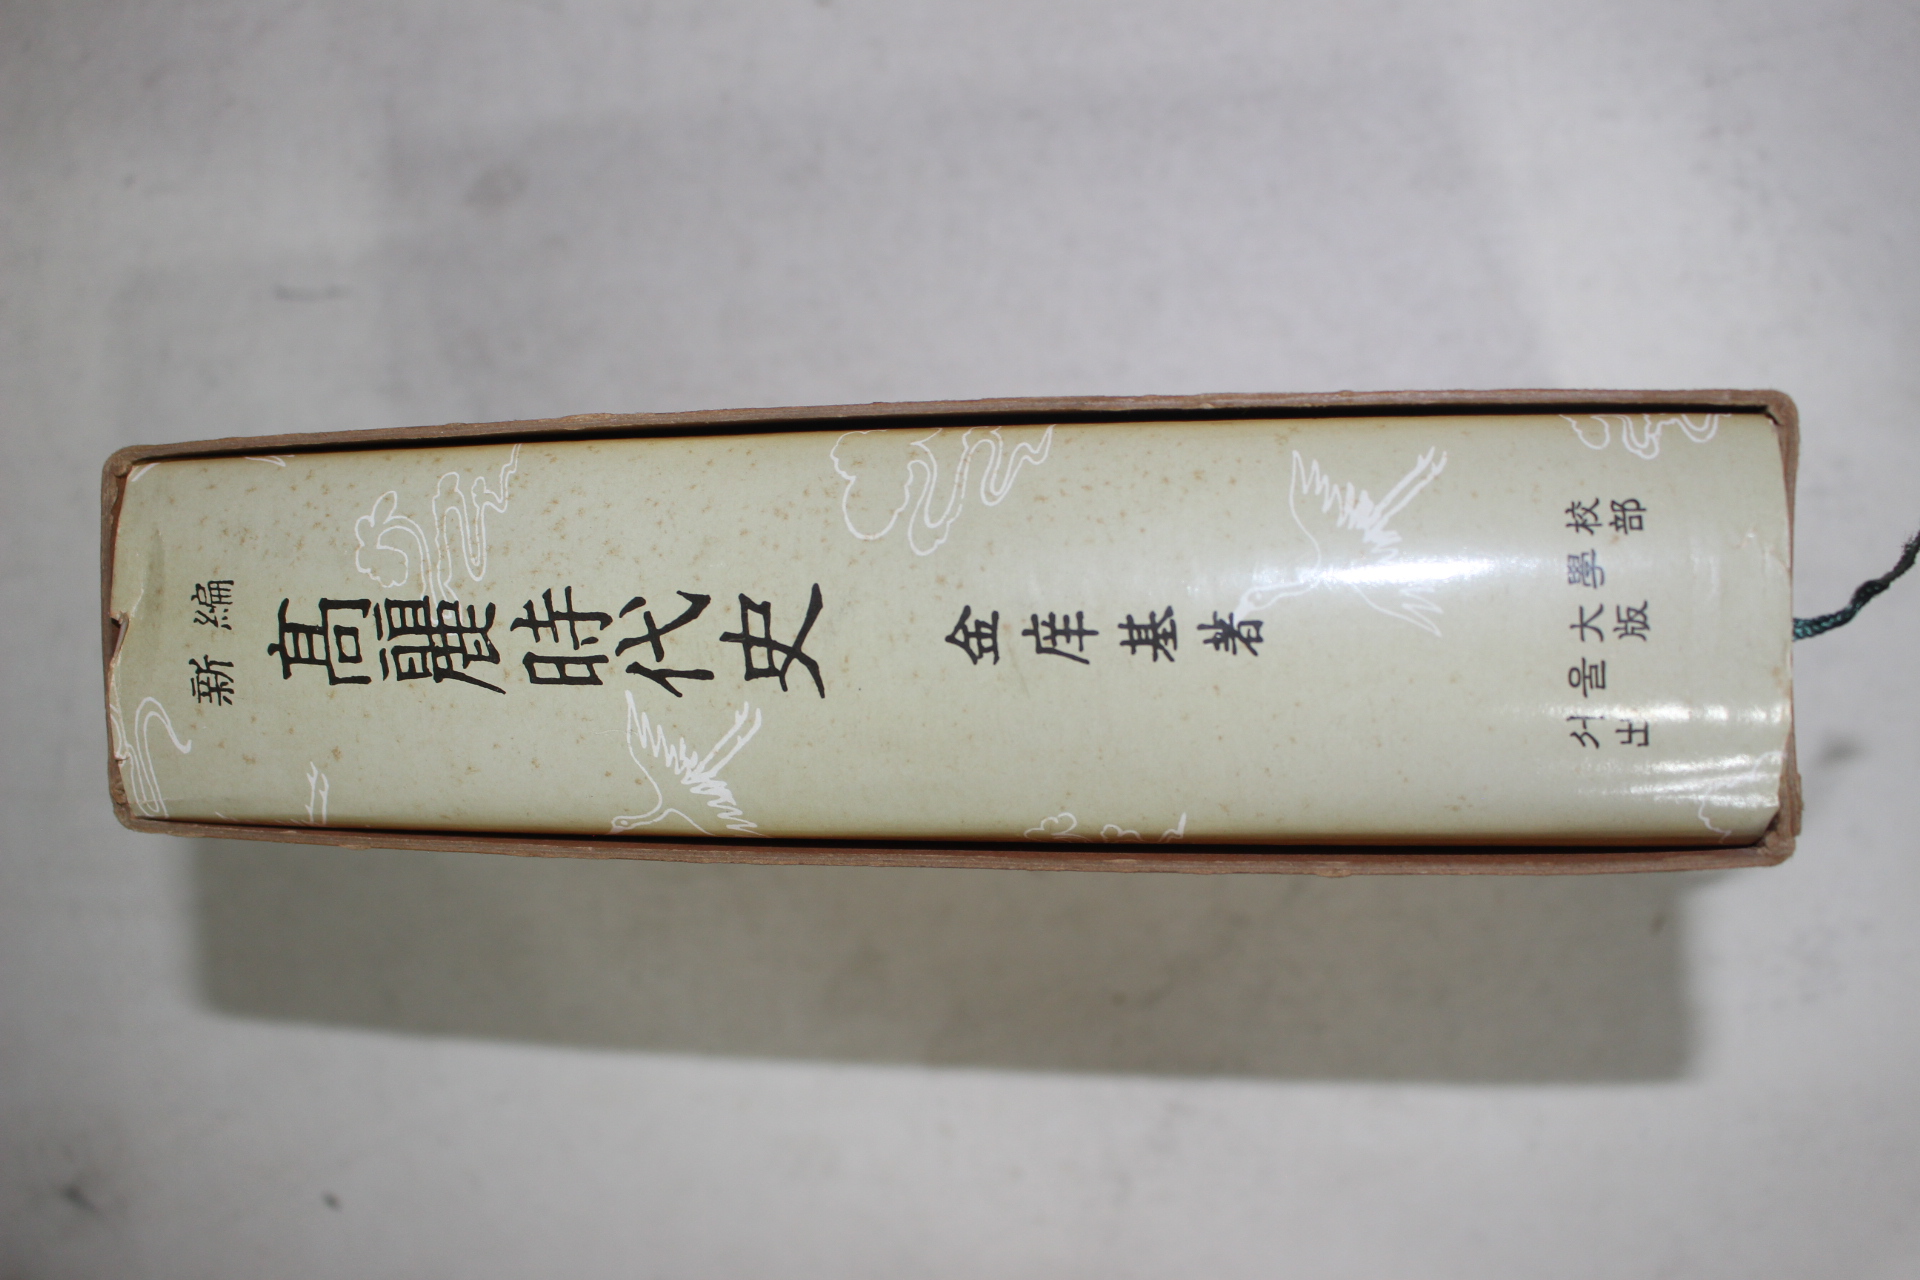 新編
高麗時代史
金庠基著
서울大學校
出版部